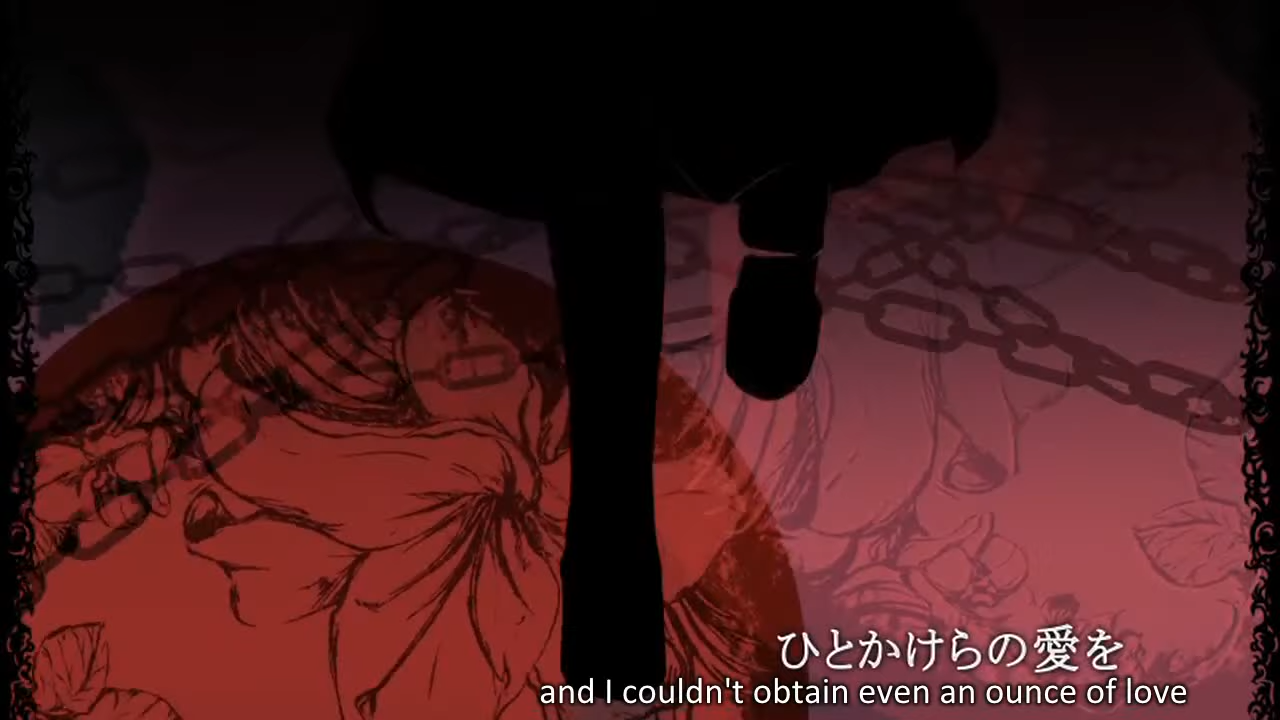 ひとかけらの愛を
and I couldn't obtain even an ounce of love